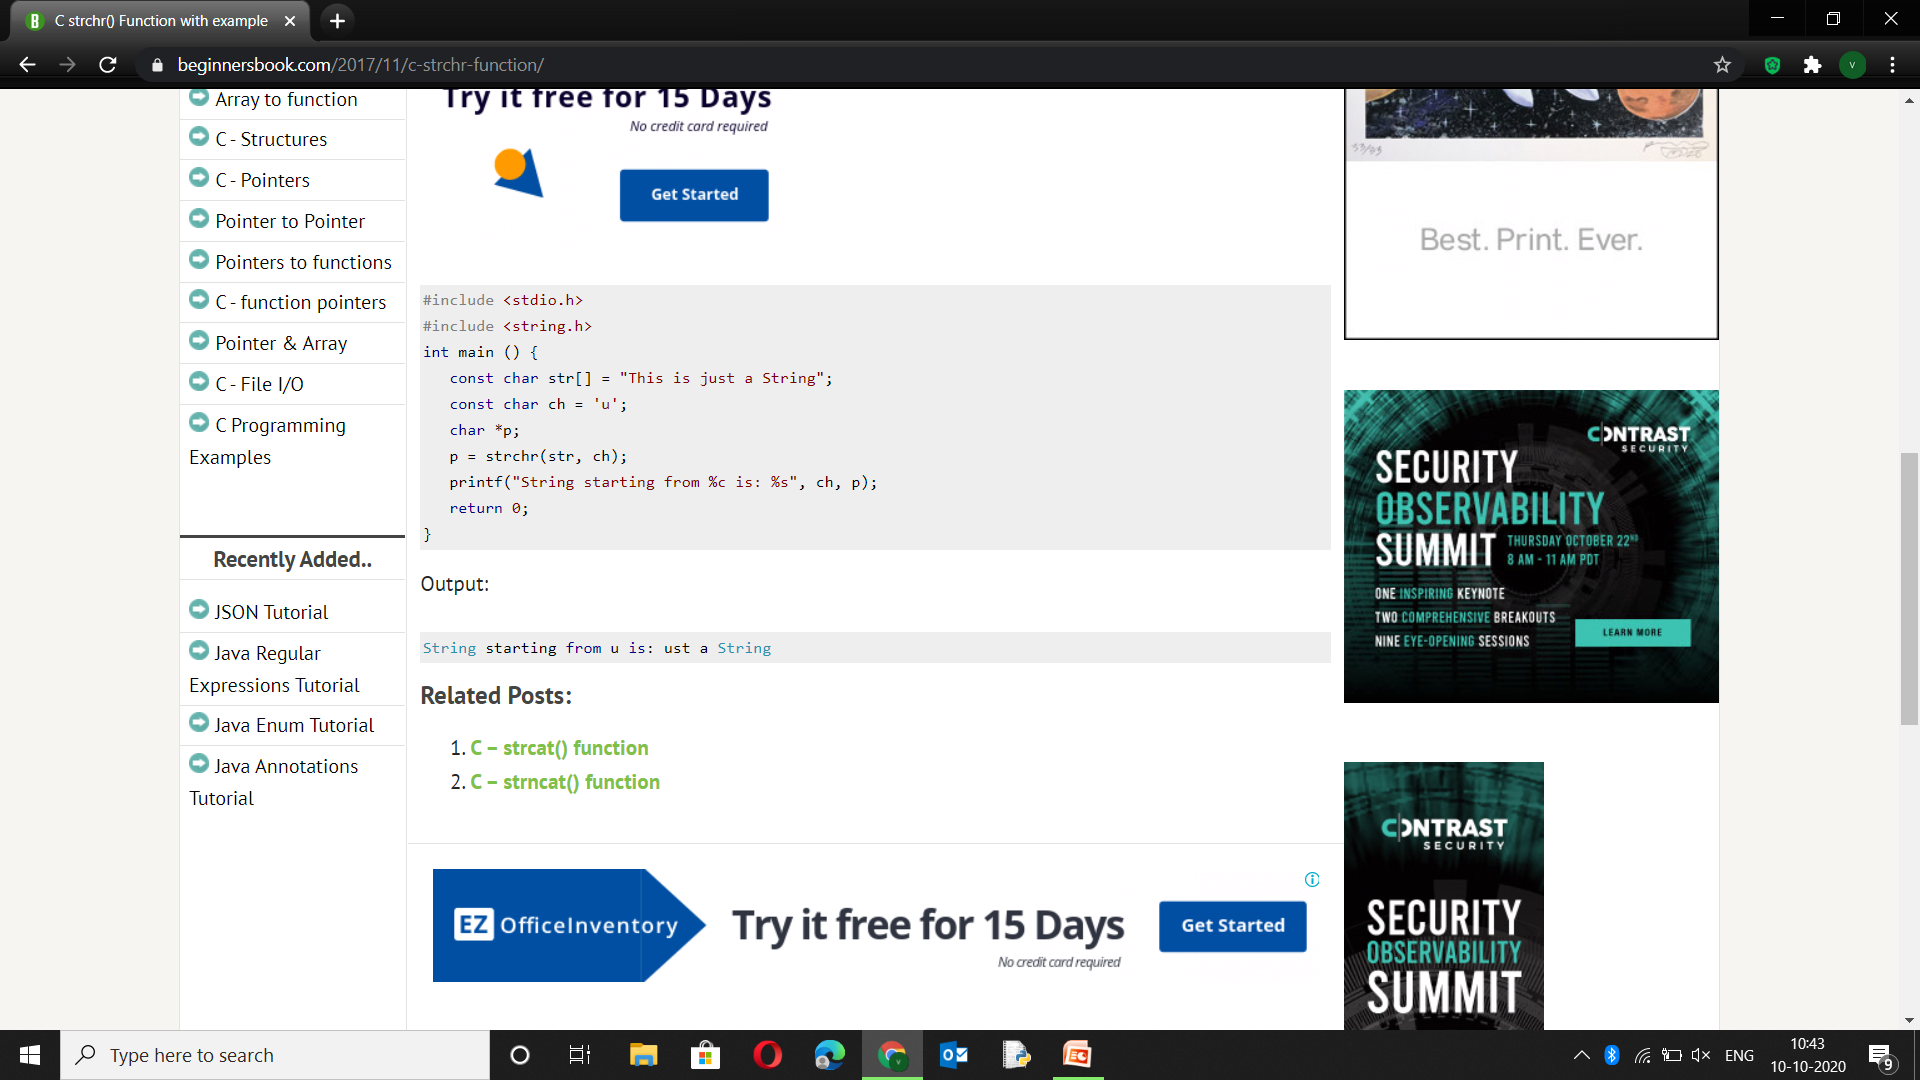 C strchr() Function with example
beginnersbook.com/2017/11/c-strchr-function/
V
Array to function
C - Structures
C - Pointers
Pointer to Pointer
Pointers to functions
C - function pointers
Pointer & Array
C - File I/O
C Programming
Examples
Recently Added..
JSON Tutorial
Java Regular
Expressions Tutorial
Java Enum Tutorial
Java Annotations
Tutorial
Try it free for 15 Days
No credit card required
Get Started
#include <stdio.h>
#include <string.h>
int main () {
   const char str[] = "This is just a String";
   const char ch = 'u';
   char *p;
   p = strchr(str, ch);
   printf("String starting from %c is: %s", ch, p);
   return 0;
}
Output:
String starting from u is: ust a String
Related Posts:
1. C – strcat() function
2. C – strncat() function
EZ OfficeInventory
Try it free for 15 Days
No credit card required
Get Started
Best. Print. Ever.
CONTRAST
SECURITY
SECURITY
OBSERVABILITY
SUMMIT
THURSDAY OCTOBER 22ND
8 AM - 11 AM PDT
ONE INSPIRING KEYNOTE
TWO COMPREHENSIVE BREAKOUTS
NINE EYE-OPENING SESSIONS
LEARN MORE
CONTRAST
SECURITY
SECURITY
OBSERVABILITY
SUMMIT
Type here to search
ENG
10:43
10-10-2020
9